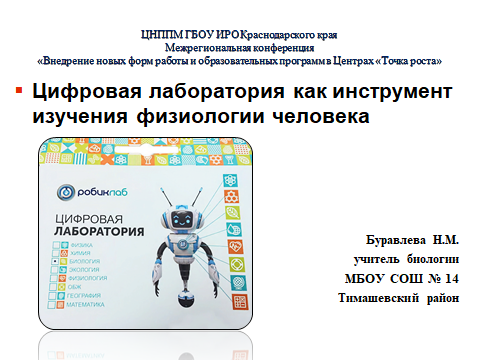 ЦНППМ ГБОУ ИРО Краснодарского края
Межрегиональная конференция
«Внедрение новых форм работы и образовательных программ в Центрах «Точка роста»
Цифровая лаборатория как инструмент
изучения физиологии человека
робиклаб
ЦИФРОВАЯ
ЛАБОРАТОРИЯ
ФИЗИКА
ХИМИЯ
БИОЛОГИЯ
ЭКОЛОГИЯ
ФИЗИОЛОГИЯ
ОБЖ
ГЕОГРАФИЯ
МАТЕМАТИКА
Буравлева Н.М.
учитель биологии
МБОУ СОШ № 14
Тимашевский район